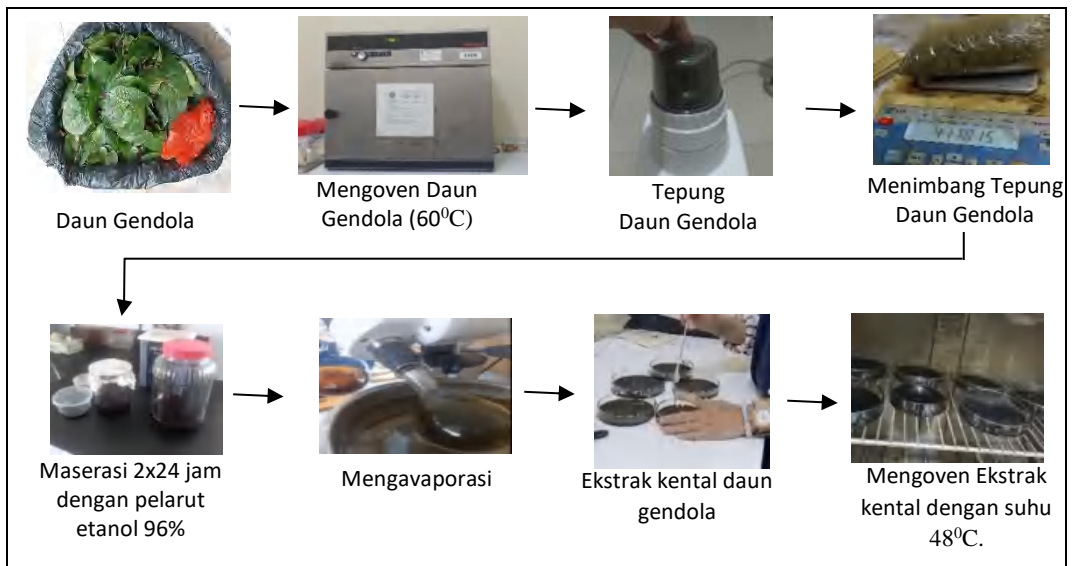 Daun Gendola
Mengoven Daun
Gendola (60⁰C)
Tepung
Daun Gendola
Menimbang Tepung
Daun Gendola
Maserasi 2x24 jam
dengan pelarut
etanol 96%
Mengavaporasi
Ekstrak kental daun
gendola
Mengoven Ekstrak
kental dengan suhu
48⁰C.